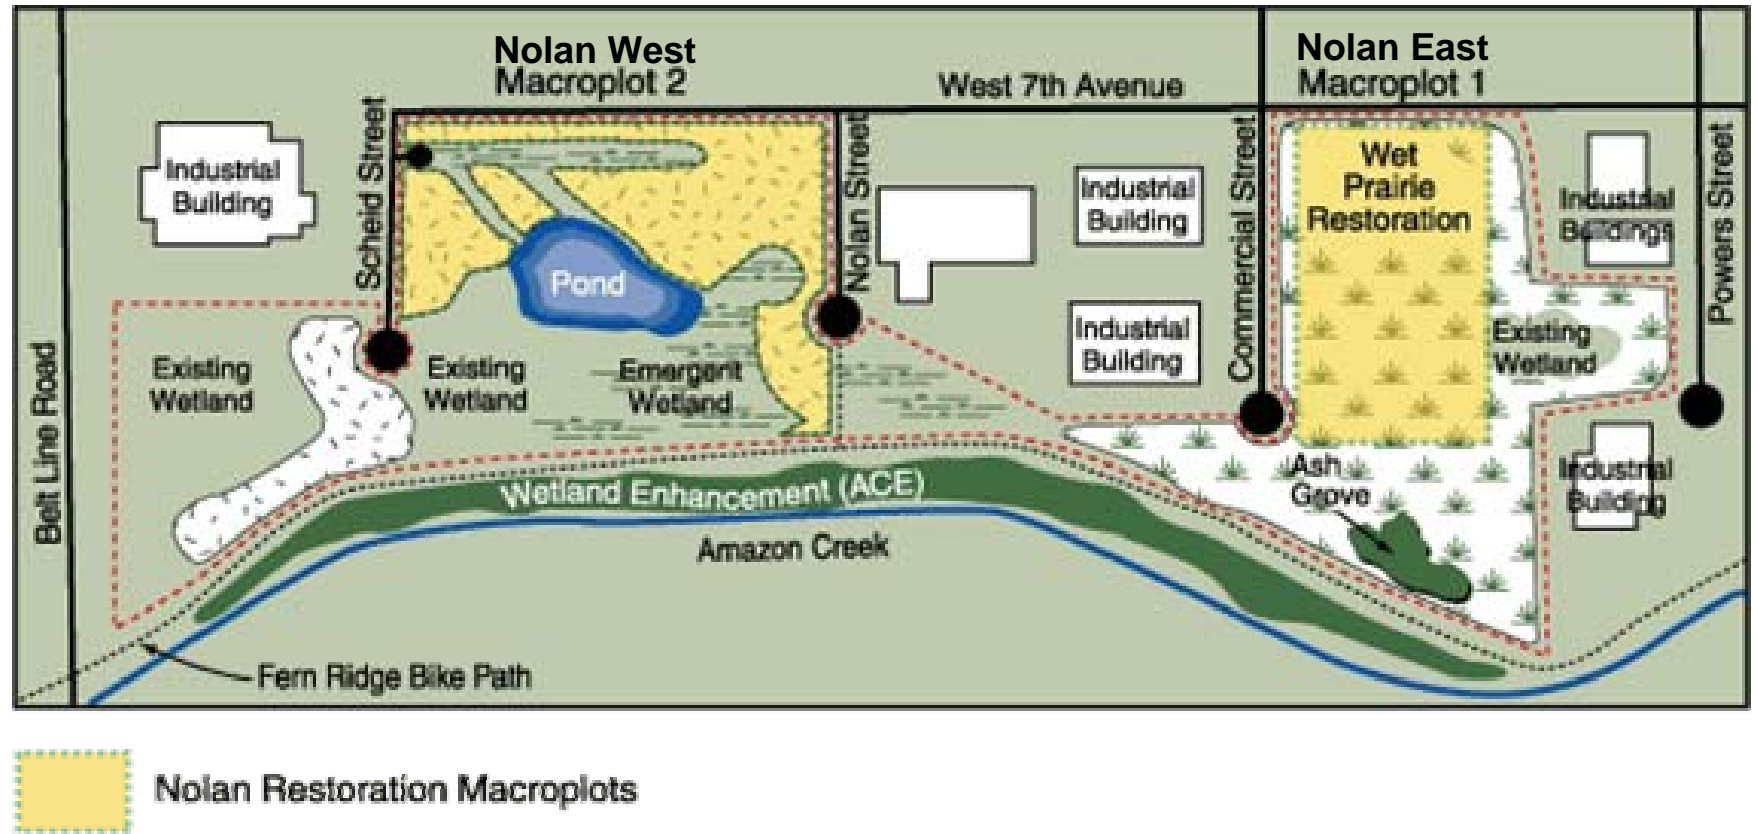 Nolan West
Macroplot 2
West 7th Avenue
Nolan East
Macroplot 1
Industrial
Building
Scheid Street
Pond
Nolan Street
Industrial
Building
Industrial
Building
Commercial Street
Wet
Prairie
Restoration
Industrial
Buildings
Powers Street
Existing
Wetland
Belt Line Road
Existing
Wetland
Existing
Wetland
Emergent
Wetland
Ash
Grove
Industrial
Building
Wetland Enhancement (ACE)
Amazon Creek
Fern Ridge Bike Path
Nolan Restoration Macroplots